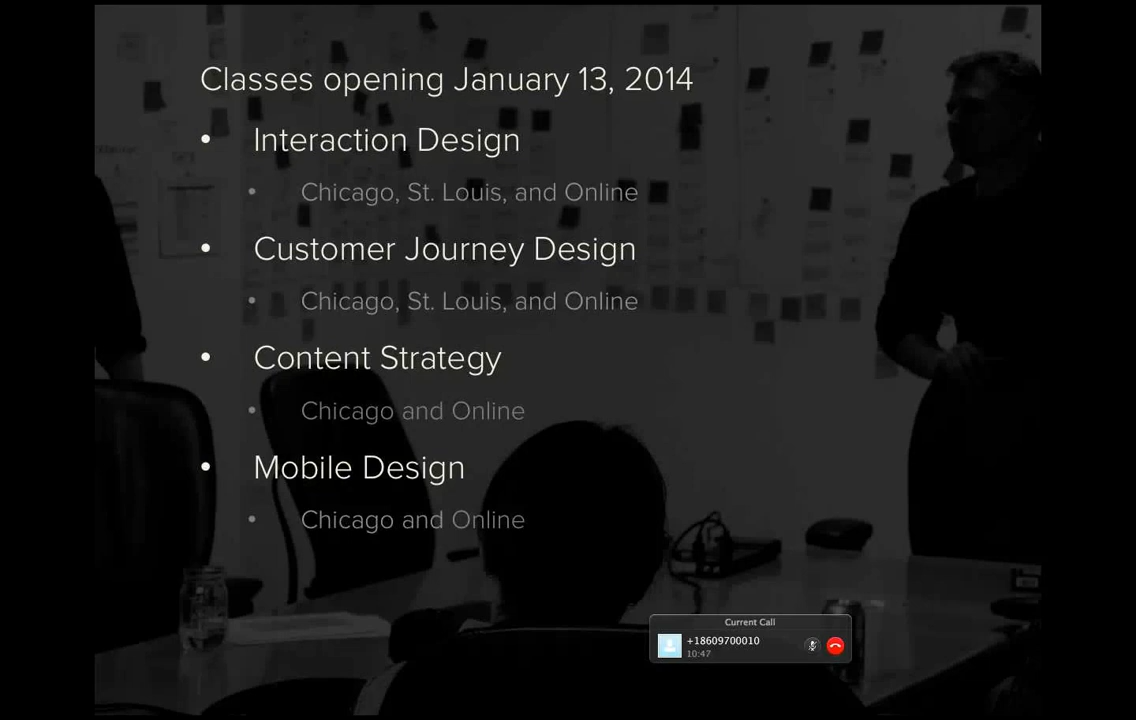 Classes opening January 13, 2014
• Interaction Design
• Chicago, St. Louis, and Online
• Customer Journey Design
• Chicago, St. Louis, and Online
• Content Strategy
• Chicago and Online
• Mobile Design
• Chicago and Online
Current Call
+18609700010
10:47